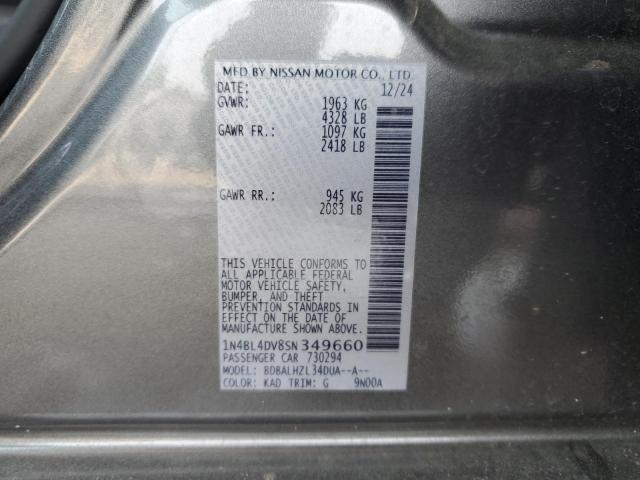 MFD BY NISSAN MOTOR CO., LTD.
DATE: 12/24
GVWR: 1963 KG
4328 LB
GAWR FR.: 1097 KG
2418 LB
GAWR RR.: 945 KG
2083 LB
THIS VEHICLE CONFORMS TO
ALL APPLICABLE FEDERAL
MOTOR VEHICLE SAFETY,
BUMPER, AND THEFT
PREVENTION STANDARDS IN
EFFECT ON THE DATE OF
MANUFACTURE SHOWN ABOVE.
1N4BL4DV8SN349660
PASSENGER CAR 730294
MODEL: BDBALHZL34DUA--A--
COLOR: KAD TRIM: G 9N00A